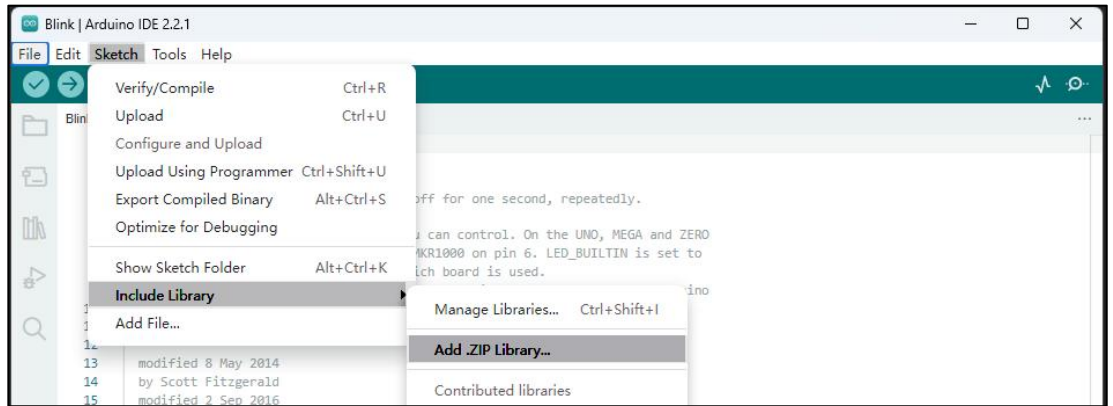 Blink | Arduino IDE 2.2.1
File Edit Sketch Tools Help
Verify/Compile Ctrl+R
Blin
Upload Ctrl+U
Configure and Upload
Upload Using Programmer Ctrl+Shift+U
Export Compiled Binary Alt+Ctrl+S
off for one second, repeatedly.
Optimize for Debugging
can control. On the UNO, MEGA and ZERO
MKR1000 on pin 6. LED_BUILTIN is set to
Show Sketch Folder Alt+Ctrl+K
ich board is used.
Include Library
ino
Manage Libraries... Ctrl+Shift+I
Add File...
12
Add .ZIP Library...
13 modified 8 May 2014
14 by Scott Fitzgerald
Contributed libraries
15 modified 2 Sep 2016